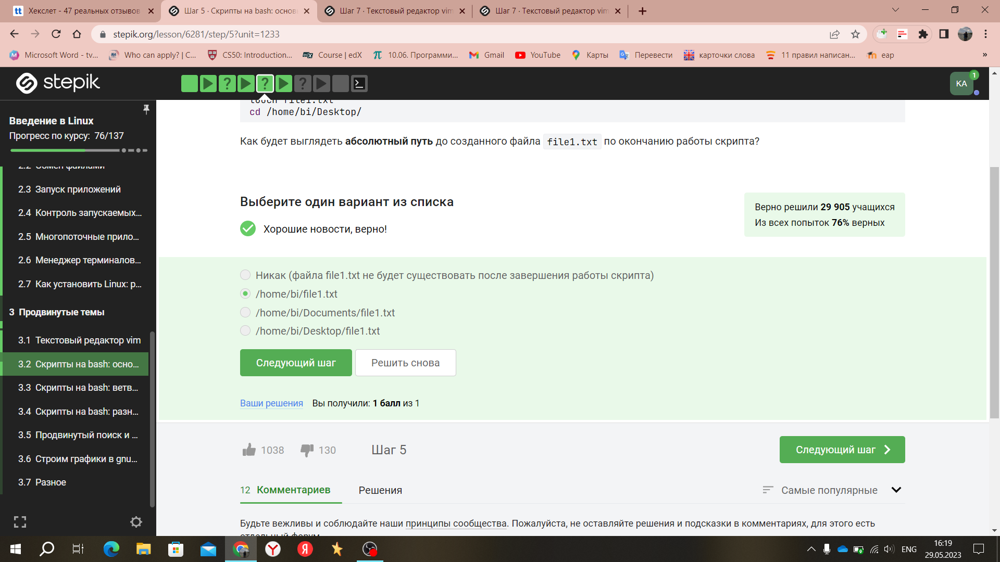 Хекслет - 47 реальных отзывов
Шаг 5 · Скрипты на bash: основ
Шаг 7 · Текстовый редактор vim
Шаг 7 · Текстовый редактор vim
stepik.org/lesson/6281/step/5?unit=1233
Microsoft Word - tv...
Who can apply? | C...
CS50: Introduction...
edX
Course | edX
10.06. Программи...
Gmail
YouTube
Карты
Перевести
карточки слова
11 правил написан...
eap
»
stepik
KA
1
touch file1.txt
cd /home/bi/Desktop/
Введение в Linux
Прогресс по курсу: 76/137
2.2 Обмен файлами
2.3 Запуск приложений
2.4 Контроль запускаемых...
2.5 Многопоточные прило...
2.6 Менеджер терминалов...
2.7 Как установить Linux: р...
3 Продвинутые темы
3.1 Текстовый редактор vim
3.2 Скрипты на bash: осно...
3.3 Скрипты на bash: ветв...
3.4 Скрипты на bash: разн...
3.5 Продвинутый поиск и ...
3.6 Строим графики в gnu...
3.7 Разное
Как будет выглядеть абсолютный путь до созданного файла file1.txt по окончанию работы скрипта?
Выберите один вариант из списка
Хорошие новости, верно!
Верно решили 29 905 учащихся
Из всех попыток 76% верных
Никак (файла file1.txt не будет существовать после завершения работы скрипта)
/home/bi/file1.txt
/home/bi/Documents/file1.txt
/home/bi/Desktop/file1.txt
Следующий шаг
Решить снова
Ваши решения Вы получили: 1 балл из 1
1038
130
Шаг 5
Следующий шаг
12 Комментариев
Решения
Самые популярные
Будьте вежливы и соблюдайте наши принципы сообщества. Пожалуйста, не оставляйте решения и подсказки в комментариях, для этого есть
отдельный форум.
ENG
16:19
29.05.2023